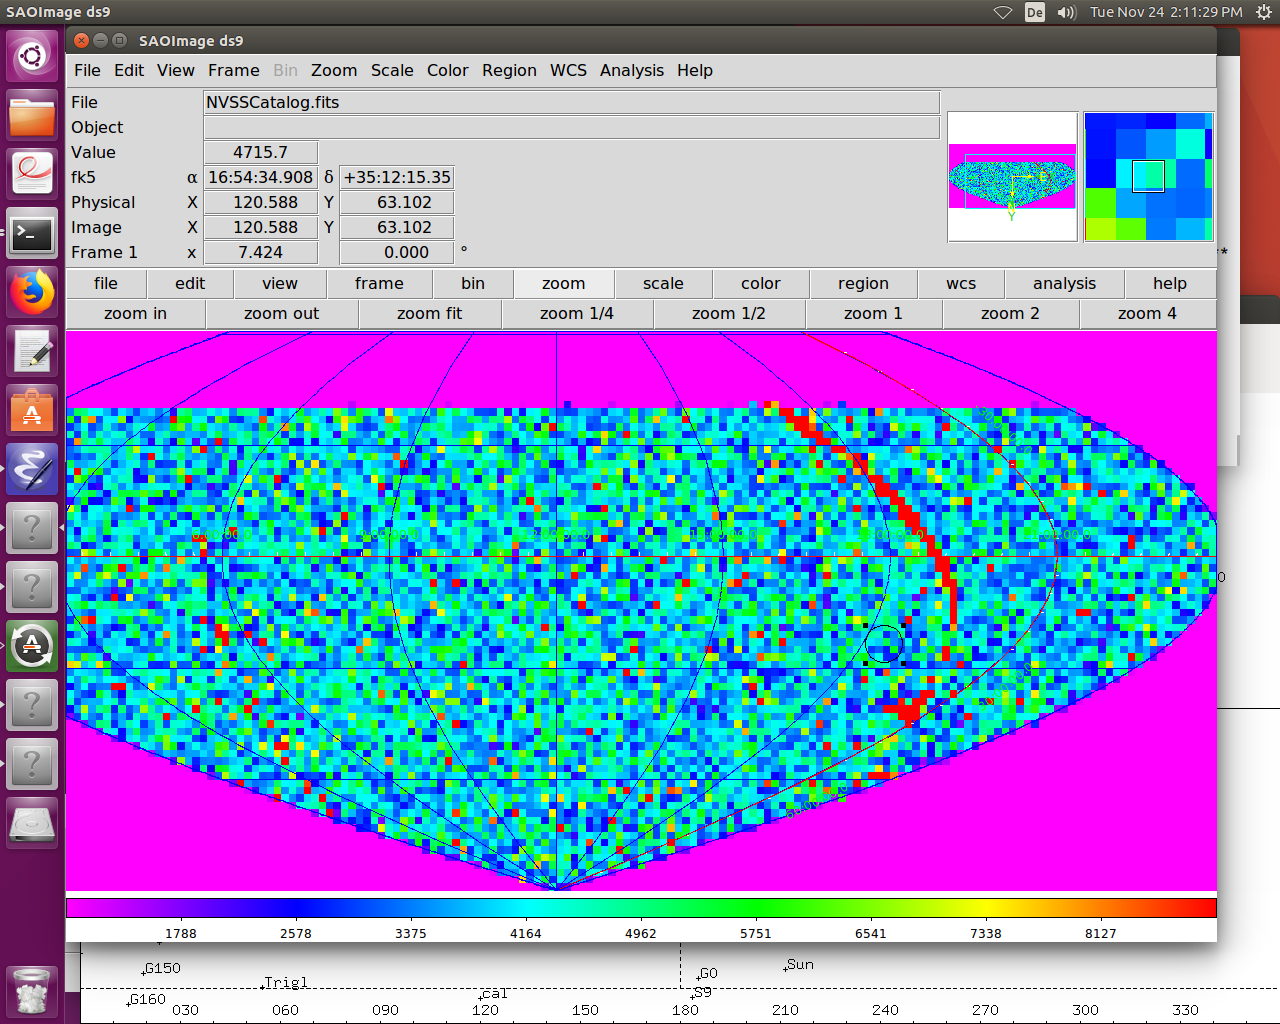 SAOImage ds9
De
Tue Nov 24 2:11:29 PM
SAOImage ds9
File Edit View Frame Bin Zoom Scale Color Region WCS Analysis Help
File NVSSCatalog.fits
Object
Value 4715.7
fk5 α 16:54:34.908 δ +35:12:15.35
Physical X 120.588 Y 63.102
Image X 120.588 Y 63.102
Frame 1 x 7.424 0.000 °
file edit view frame bin zoom scale color region wcs analysis help
zoom in zoom out zoom fit zoom 1/4 zoom 1/2 zoom 1 zoom 2 zoom 4
1788 2578 3375 4164 4962 5751 6541 7338 8127
G150 G0 Sun
Trigl
G160 cal S9
030 060 090 120 150 180 210 240 270 300 330